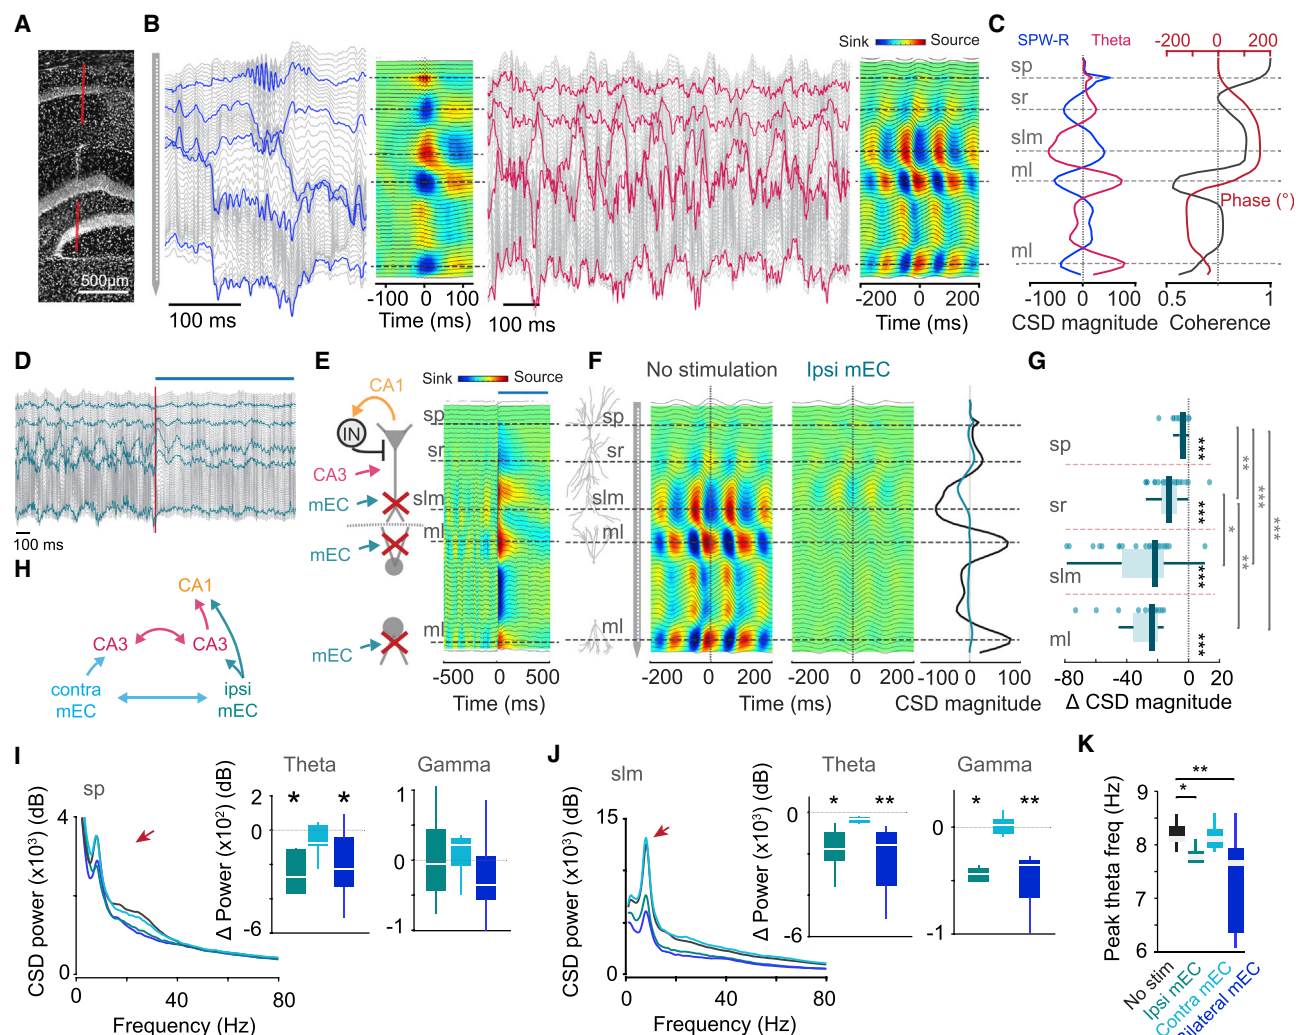 A
500µm
B
100 ms
Sink Source
-100 0 100
Time (ms)
100 ms
-200 0 200
Time (ms)
C
SPW-R Theta
-200 0 200
sp
sr
slm
ml
ml
Phase (°)
-100 0 100
CSD magnitude
0.5 1
Coherence
D
100 ms
E
Sink Source
CA1
IN
CA3
mEC
mEC
mEC
sp
sr
slm
ml
ml
-500 0 500
Time (ms)
F
No stimulation Ipsi mEC
sp
sr
slm
ml
ml
-200 0 200
0 200
Time (ms)
0 100
CSD magnitude
G
sp
sr
slm
ml
***
***
***
***
**
*
**
***
***
-80 -40 0 20
Δ CSD magnitude
H
CA1
CA3 CA3
contra mEC
ipsi mEC
I
sp
CSD power (x10³) (dB)
4
2
0
0 40 80
Frequency (Hz)
Theta
Δ Power (x10²) (dB)
2
0
-6
* *
Gamma
1
0
-1
J
slm
CSD power (x10³) (dB)
15
0
0 20 40 60 80
Frequency (Hz)
Theta
Δ Power (x10³) (dB)
0
-6
* **
Gamma
0
-1
* **
K
Peak theta freq (Hz)
9
8
7
6
**
*
No stim
Ipsi mEC
Contra mEC
Bilateral mEC